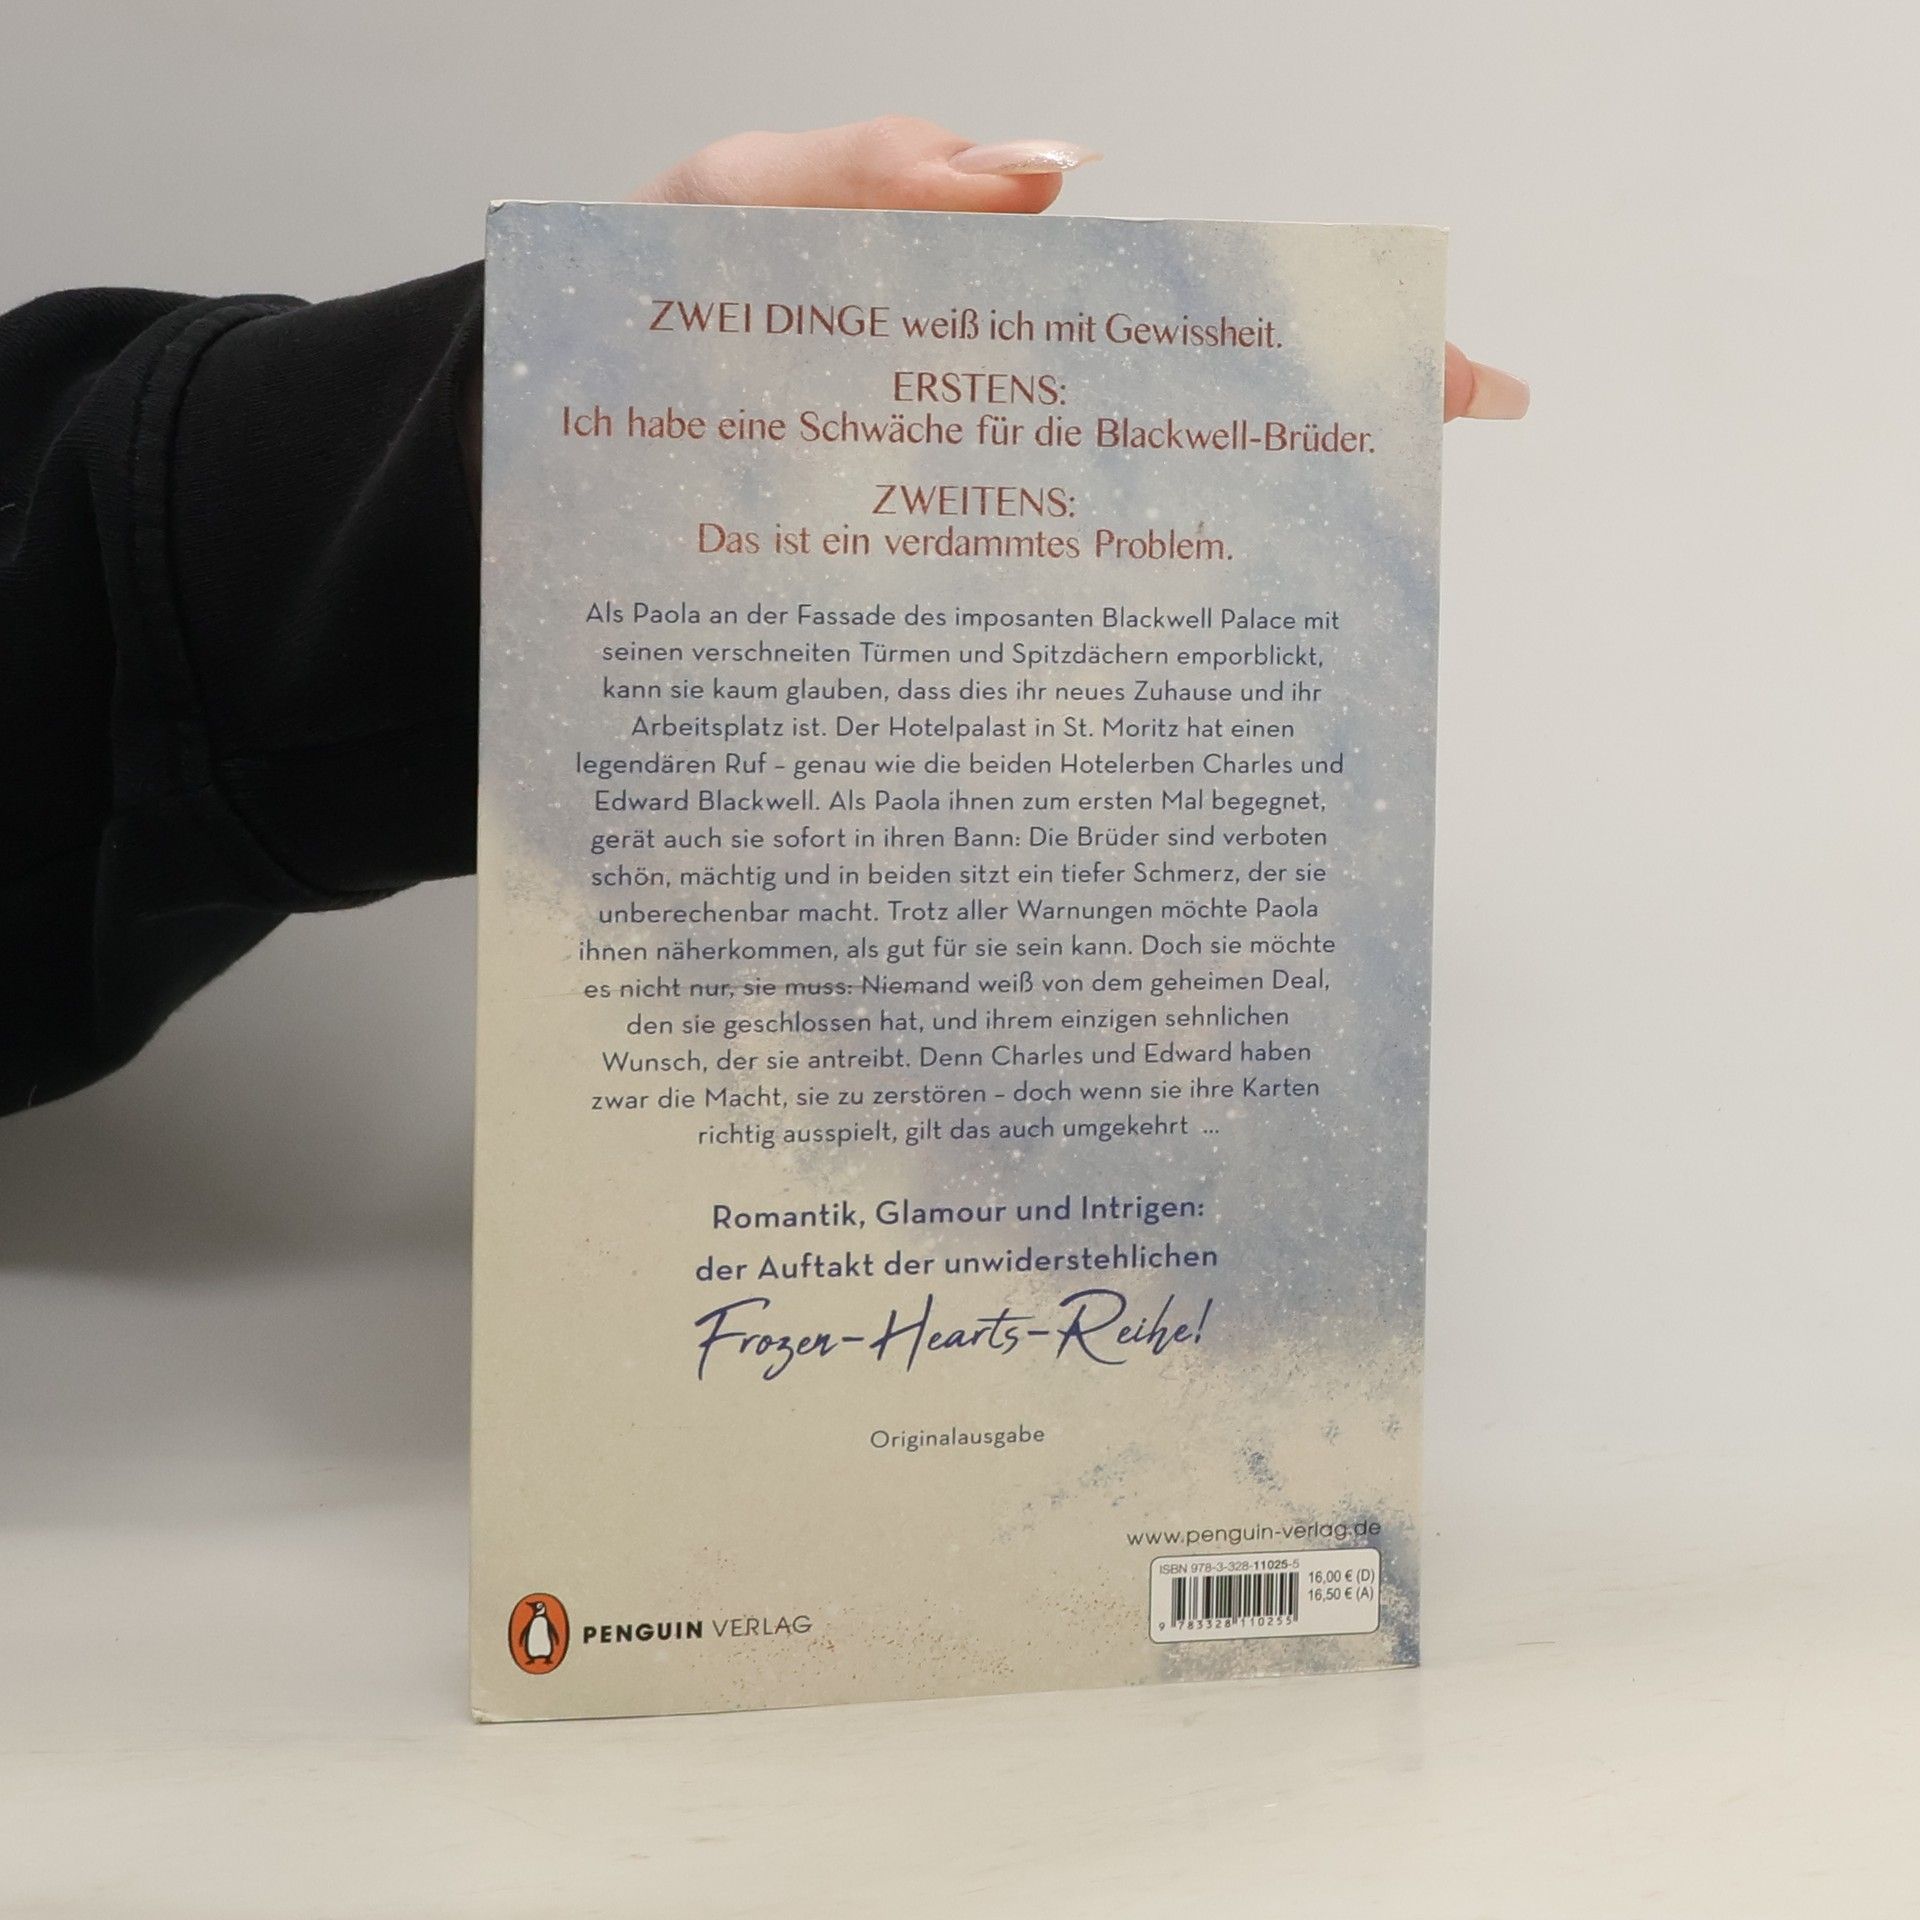 ZWEI DINGE weiß ich mit Gewissheit.
ERSTENS:
Ich habe eine Schwäche für die Blackwell-Brüder.
ZWEITENS:
Das ist ein verdammtes Problem.
Als Paola an der Fassade des imposanten Blackwell Palace mit
seinen verschneiten Türmen und Spitzdächern emporblickt,
kann sie kaum glauben, dass dies ihr neues Zuhause und ihr
Arbeitsplatz ist. Der Hotelpalast in St. Moritz hat einen
legendären Ruf – genau wie die beiden Hotelerben Charles und
Edward Blackwell. Als Paola ihnen zum ersten Mal begegnet,
gerät auch sie sofort in ihren Bann: Die Brüder sind verboten
schön, mächtig und in beiden sitzt ein tiefer Schmerz, der sie
unberechenbar macht. Trotz aller Warnungen möchte Paola
ihnen näherkommen, als gut für sie sein kann. Doch sie möchte
es nicht nur, sie muss: Niemand weiß von dem geheimen Deal,
den sie geschlossen hat, und ihrem einzigen sehnlichen
Wunsch, der sie antreibt. Denn Charles und Edward haben
zwar die Macht, sie zu zerstören – doch wenn sie ihre Karten
richtig ausspielt, gilt das auch umgekehrt ...
Romantik, Glamour und Intrigen:
der Auftakt der unwiderstehlichen
Frozen-Hearts-Reihe!
Originalausgabe
www.penguin-verlag.de
ISBN 978-3-328-11025-5
16,00 € (D)
16,50 € (A)
9 783328 110255
PENGUIN VERLAG